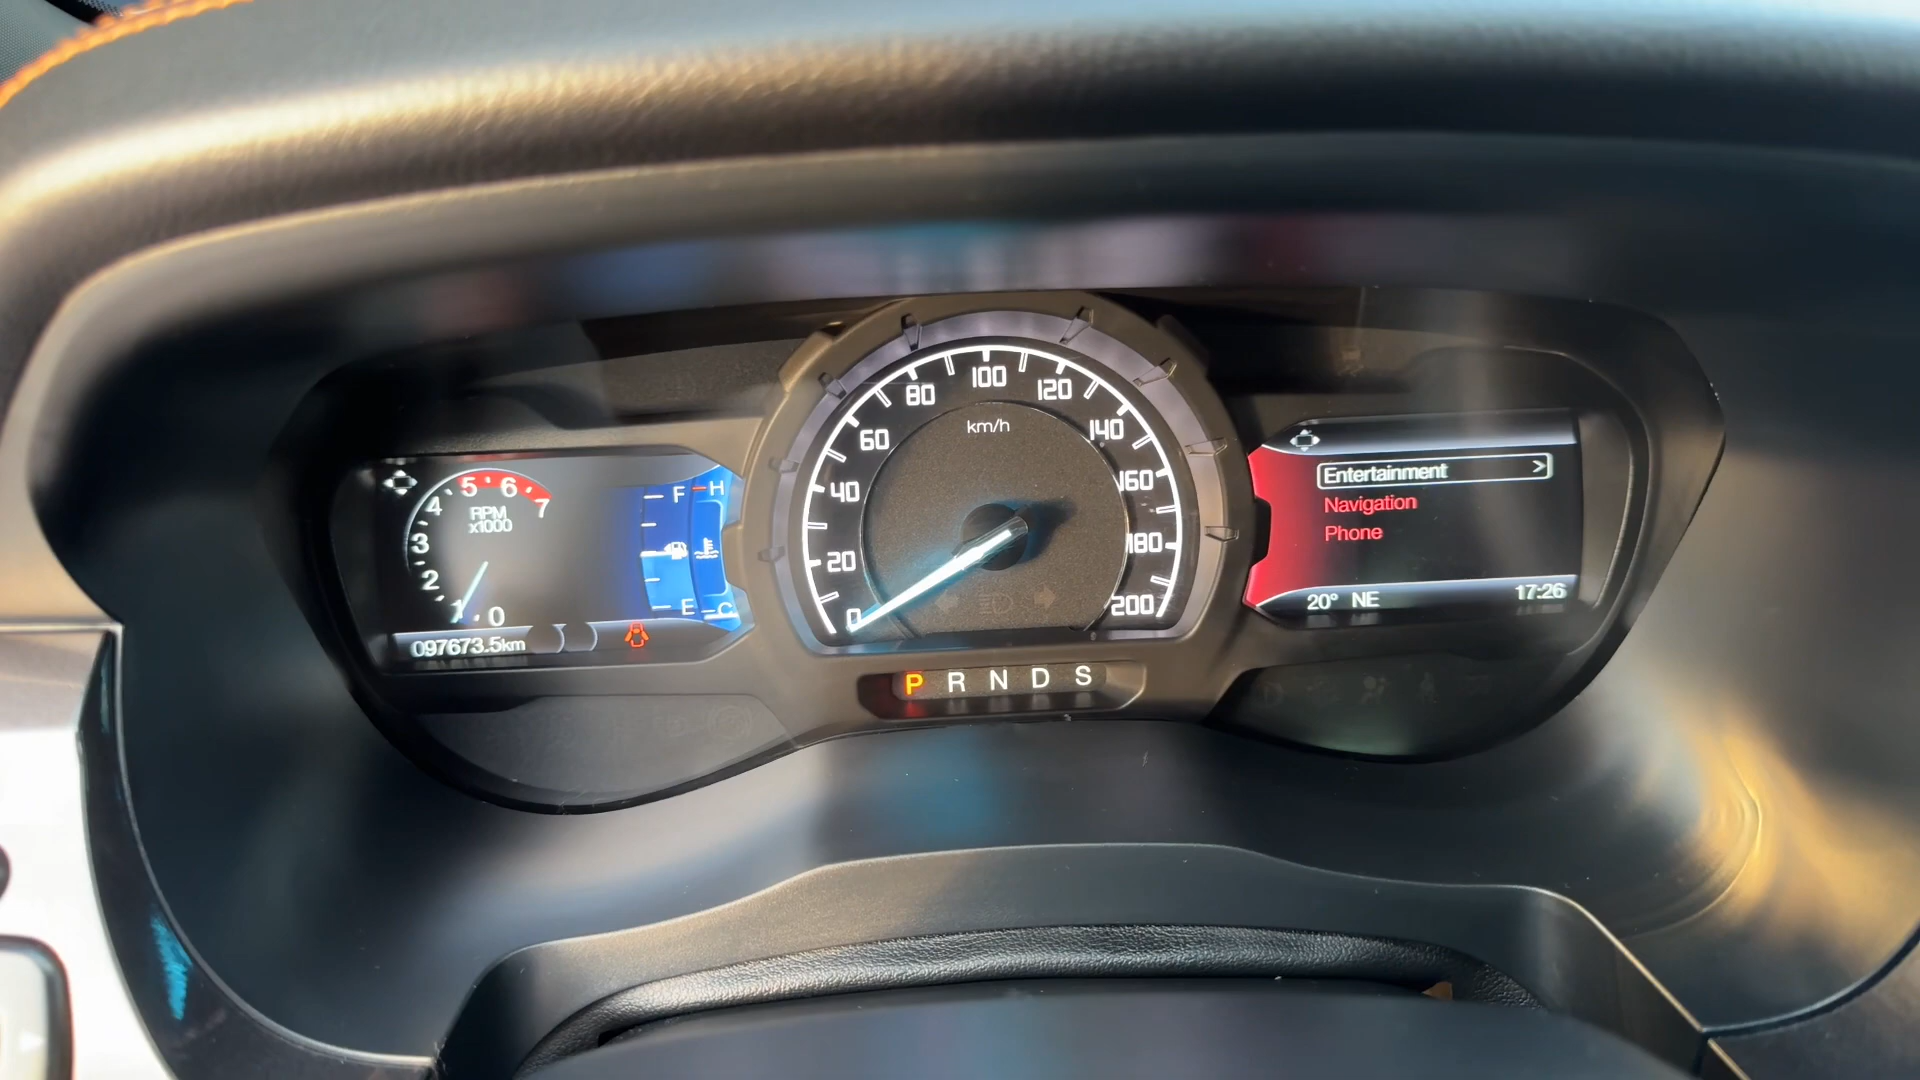 5 6
4 7
RPM
x1000
3
2
1 0
F H
E C
097673.5km
0 20 40 60 80 100 120 140 160 180 200
km/h
P R N D S
Entertainment >
Navigation
Phone
20° NE 17:26